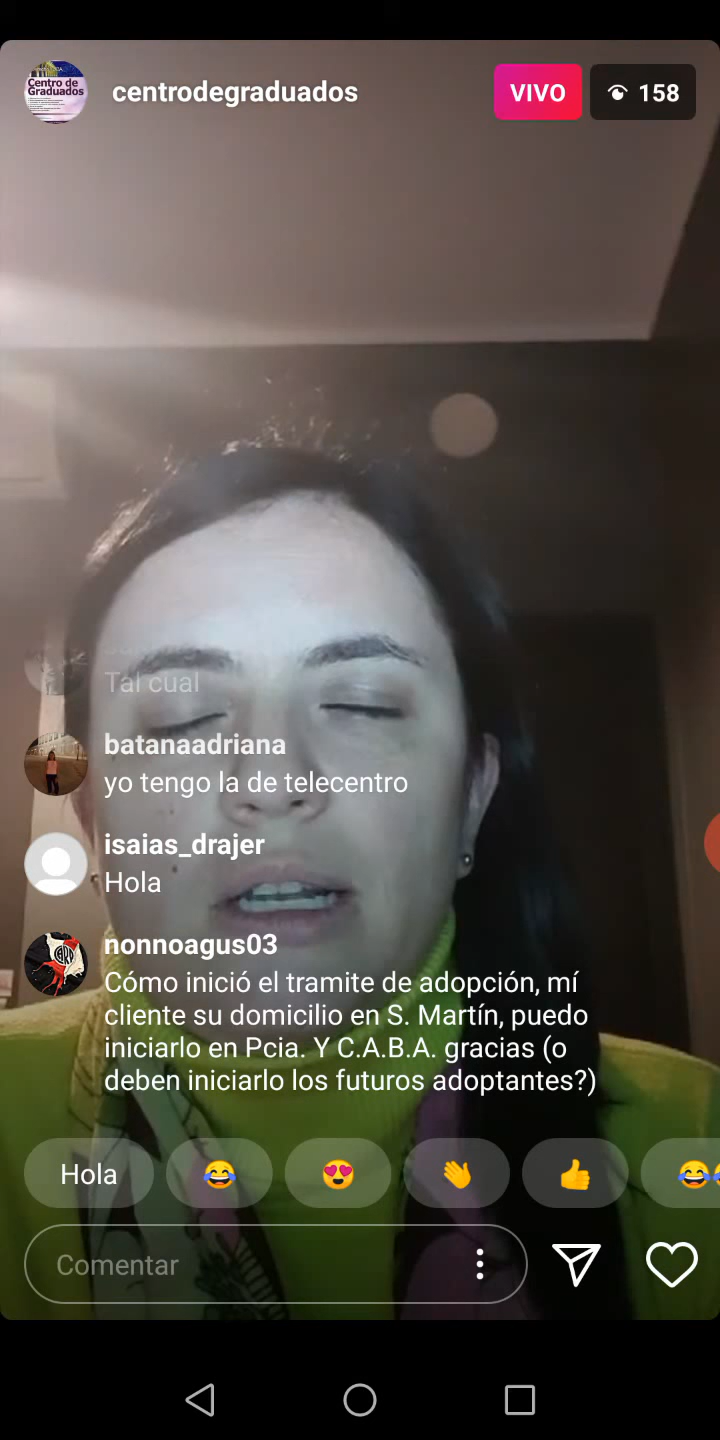 Centro de
Graduados
centrodegraduados
VIVO
158
Tal cual
batanaadriana
yo tengo la de telecentro
isaias_drajer
Hola
nonnoagus03
Cómo inició el tramite de adopción, mí
cliente su domicilio en S. Martín, puedo
iniciarlo en Pcia. Y C.A.B.A. gracias (o
deben iniciarlo los futuros adoptantes?)
Hola
Comentar